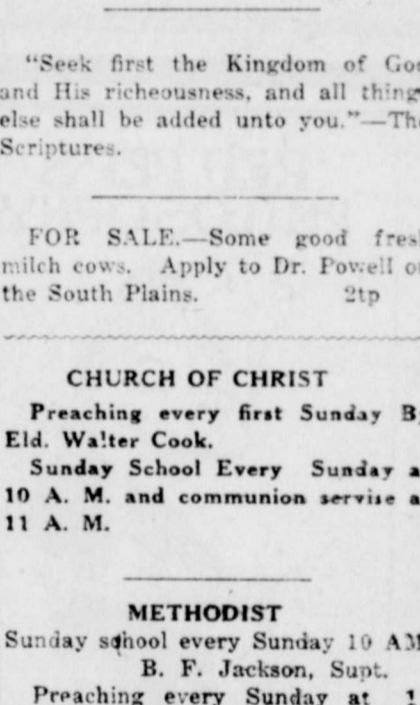 "Seek first the Kingdom of Go
and His richeousness, and all thing
else shall be added unto you."—Th
Scriptures.
FOR SALE.—Some good fres
milch cows. Apply to Dr. Powell o
the South Plains. 2tp
CHURCH OF CHRIST
Preaching every first Sunday B
Eld. Walter Cook.
Sunday School Every Sunday a
10 A. M. and communion servise a
11 A. M.
METHODIST
Sunday school every Sunday 10 AM
B. F. Jackson, Supt.
Preaching every Sunday at 1